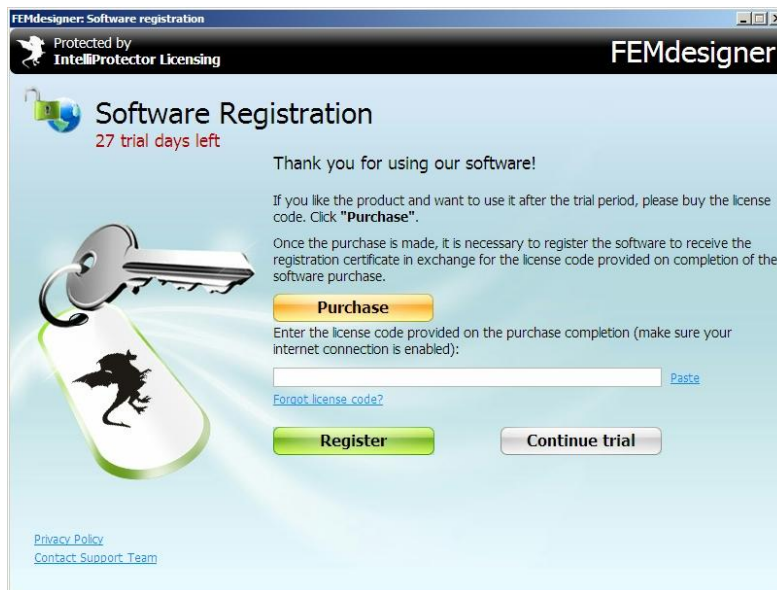 FEMdesigner: Software registration
Protected by
IntelliProtector Licensing
FEMdesigner
Software Registration
27 trial days left
Thank you for using our software!
If you like the product and want to use it after the trial period, please buy the license
code. Click "Purchase".
Once the purchase is made, it is necessary to register the software to receive the
registration certificate in exchange for the license code provided on completion of the
software purchase.
Purchase
Enter the license code provided on the purchase completion (make sure your
internet connection is enabled):
Paste
Forgot license code?
Register
Continue trial
Privacy Policy
Contact Support Team